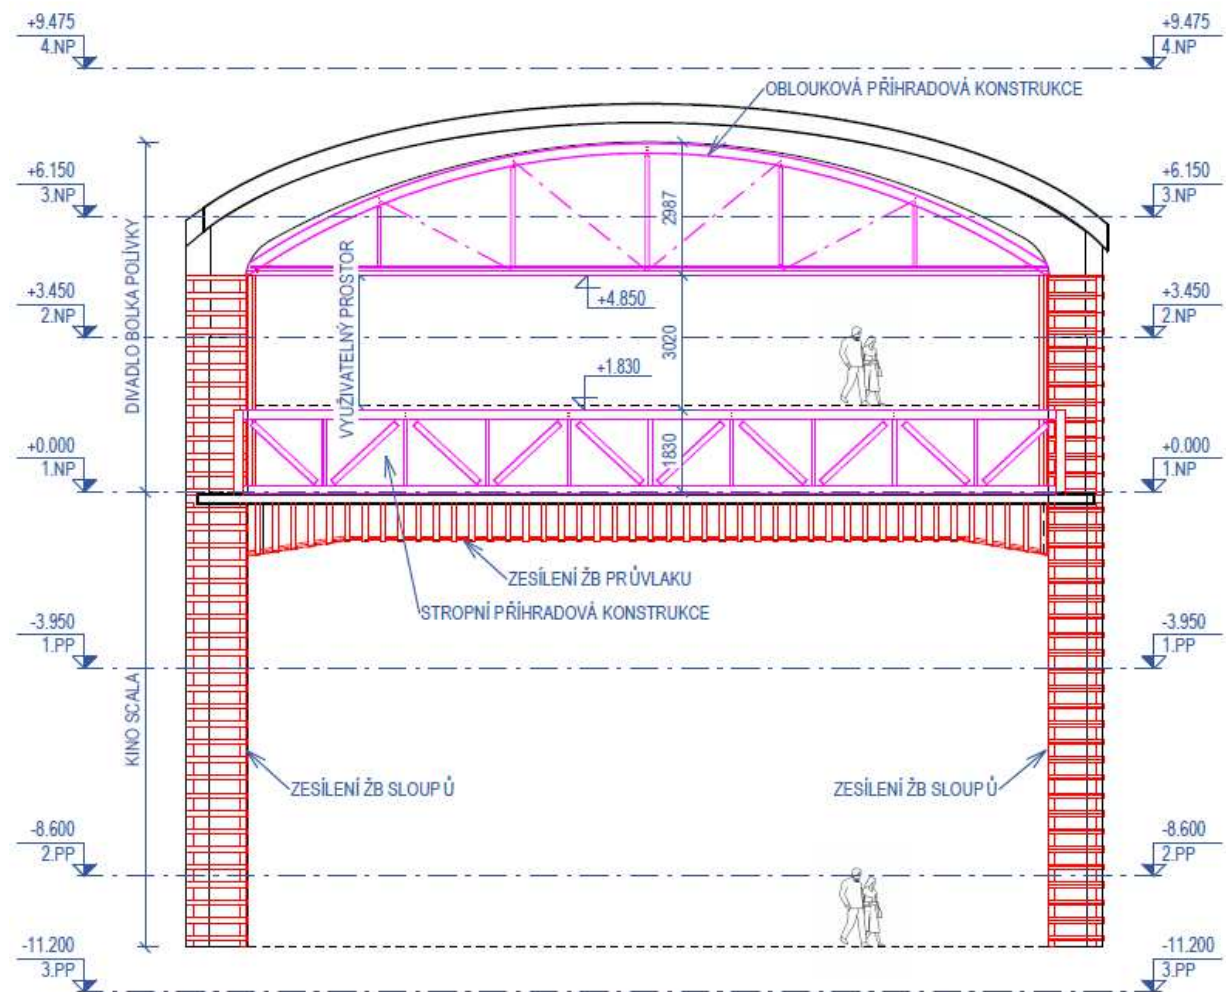 +9.475
4.NP
+9.475
4.NP
OBLOUKOVÁ PŘÍHRADOVÁ KONSTRUKCE
+6.150
3.NP
+6.150
3.NP
2987
DIVADLO BOLKA POLÍVKY
VYUŽIVATELNÝ PROSTOR
+4.850
+3.450
2.NP
+3.450
2.NP
3020
+1.830
+0.000
1.NP
+0.000
1.NP
1830
ZESÍLENÍ ŽB PRŮVLAKU
STROPNÍ PŘÍHRADOVÁ KONSTRUKCE
-3.950
1.PP
-3.950
1.PP
KINO SCALA
ZESÍLENÍ ŽB SLOUPŮ
ZESÍLENÍ ŽB SLOUPŮ
-8.600
2.PP
-8.600
2.PP
-11.200
3.PP
-11.200
3.PP